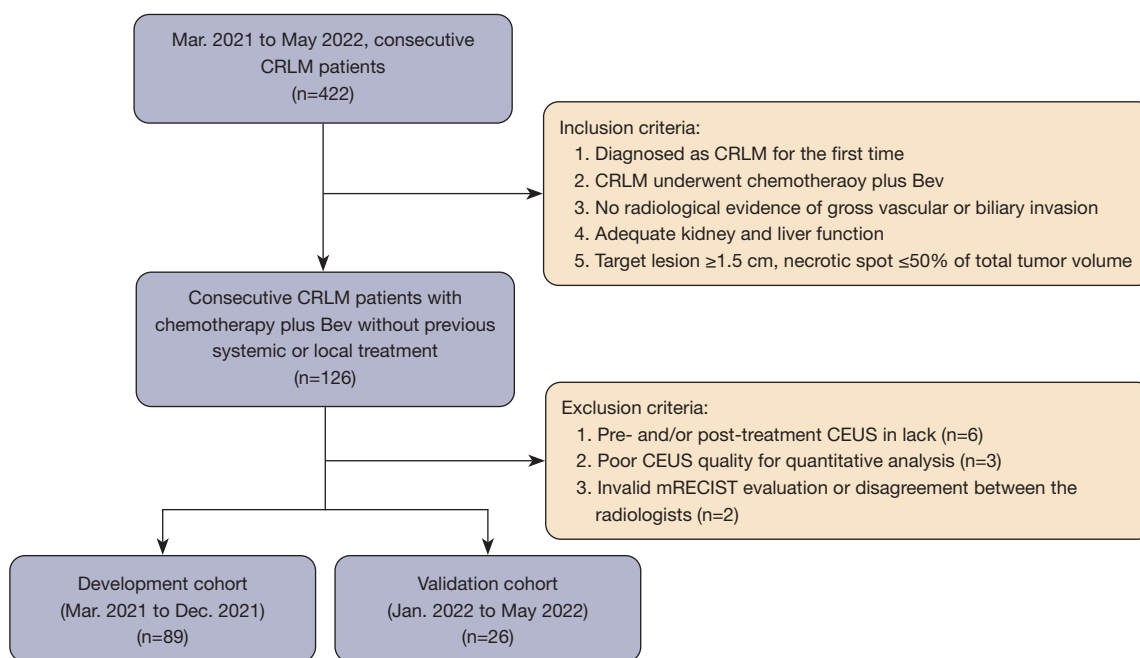 Mar. 2021 to May 2022, consecutive
CRLM patients
(n=422)
Inclusion criteria:
1. Diagnosed as CRLM for the first time
2. CRLM underwent chemotheraoy plus Bev
3. No radiological evidence of gross vascular or biliary invasion
4. Adequate kidney and liver function
5. Target lesion ≥1.5 cm, necrotic spot ≤50% of total tumor volume
Consecutive CRLM patients with
chemotherapy plus Bev without previous
systemic or local treatment
(n=126)
Exclusion criteria:
1. Pre- and/or post-treatment CEUS in lack (n=6)
2. Poor CEUS quality for quantitative analysis (n=3)
3. Invalid mRECIST evaluation or disagreement between the
radiologists (n=2)
Development cohort
(Mar. 2021 to Dec. 2021)
(n=89)
Validation cohort
(Jan. 2022 to May 2022)
(n=26)